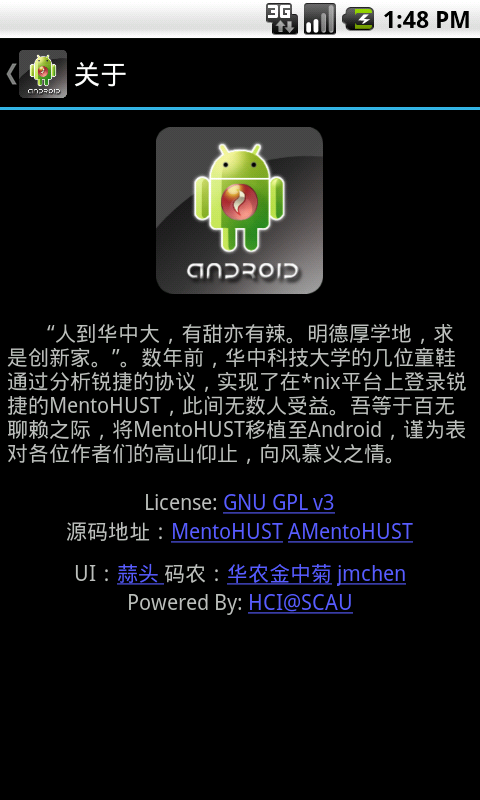 3G 1:48 PM
关于
ANDROID
ANDROID
“人到华中大，有甜亦有辣。明德厚学地，求
是创新家。”。数年前，华中科技大学的几位童鞋
通过分析锐捷的协议，实现了在*nix平台上登录锐
捷的MentoHUST，此间无数人受益。吾等于百无
聊赖之际，将MentoHUST移植至Android，谨为表
对各位作者们的高山仰止，向风慕义之情。
License: GNU GPL v3
源码地址：MentoHUST AMentoHUST
UI：蒜头 码农：华农金中菊 jmchen
Powered By: HCI@SCAU